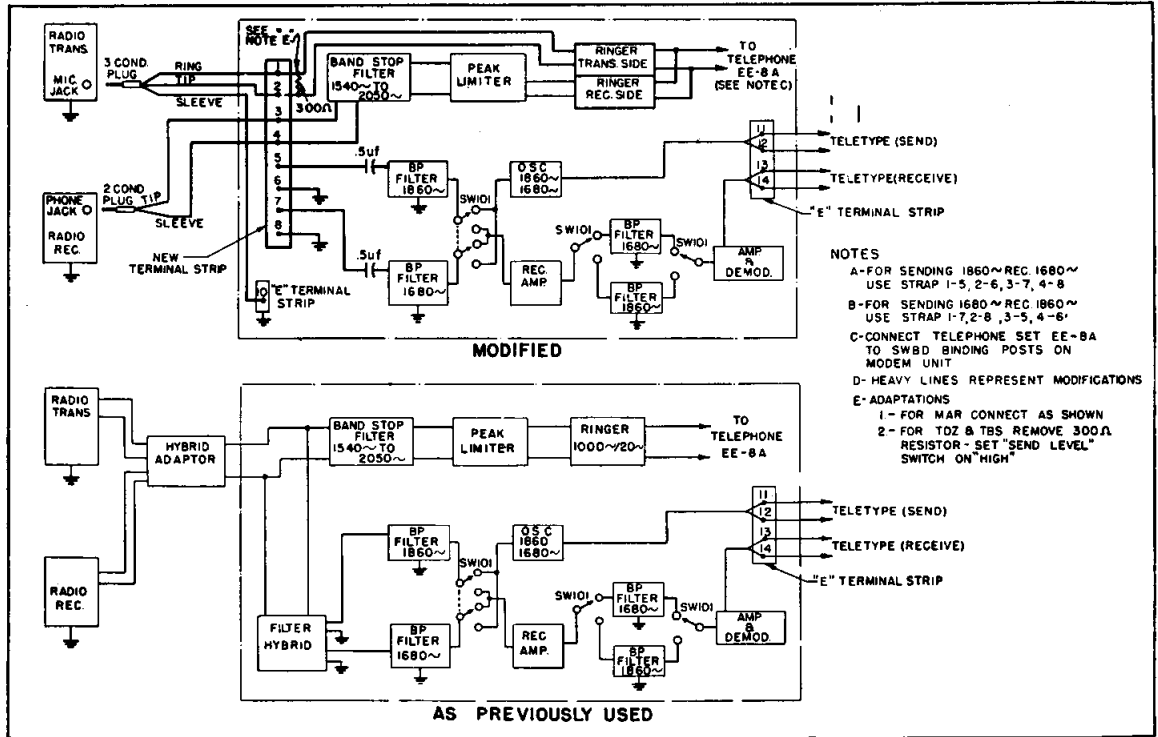 RADIO
TRANS.
MIC
JACK
3 COND.
PLUG
RING
TIP
SLEEVE
SEE
NOTE "E"
1
2
3
4
5
6
7
8
300Ω
BAND STOP
FILTER
1540~ TO
2050~
PEAK
LIMITER
RINGER
TRANS. SIDE
RINGER
REC. SIDE
TO
TELEPHONE
EE-8A
(SEE NOTE C)
PHONE
JACK
RADIO
REC.
2 COND.
PLUG
TIP
SLEEVE
NEW
TERMINAL STRIP
10
"E" TERMINAL
STRIP
.5uf
BP
FILTER
1860~
.5uf
BP
FILTER
1680~
SW101
OSC
1860~
1680~
REC.
AMP.
SW101
BP
FILTER
1680~
BP
FILTER
1860~
SW101
AMP
&
DEMOD.
11
12
13
14
TELETYPE (SEND)
TELETYPE(RECEIVE)
"E" TERMINAL STRIP
MODIFIED
NOTES
A-FOR SENDING 1860~ REC. 1680~
USE STRAP 1-5, 2-6, 3-7, 4-8
B-FOR SENDING 1680~ REC. 1860~
USE STRAP 1-7, 2-8, 3-5, 4-6'
C-CONNECT TELEPHONE SET EE-8A
TO SWBD BINDING POSTS ON
MODEM UNIT
D-HEAVY LINES REPRESENT MODIFICATIONS
E-ADAPTATIONS
1.- FOR MAR CONNECT AS SHOWN
2.- FOR TDZ & TBS REMOVE 300Ω
RESISTOR - SET "SEND LEVEL"
SWITCH ON "HIGH"
RADIO
TRANS
RADIO
REC.
HYBRID
ADAPTOR
BAND STOP
FILTER
1540~ TO
2050~
PEAK
LIMITER
RINGER
1000~/20~
TO
TELEPHONE
EE-8A
FILTER
HYBRID
BP
FILTER
1860~
BP
FILTER
1680~
SW101
OSC
1860
1680~
REC
AMP.
SW101
BP
FILTER
1680~
BP
FILTER
1860~
SW101
AMP
&
DEMOD.
11
12
13
14
TELETYPE (SEND)
TELETYPE (RECEIVE)
"E" TERMINAL STRIP
AS PREVIOUSLY USED